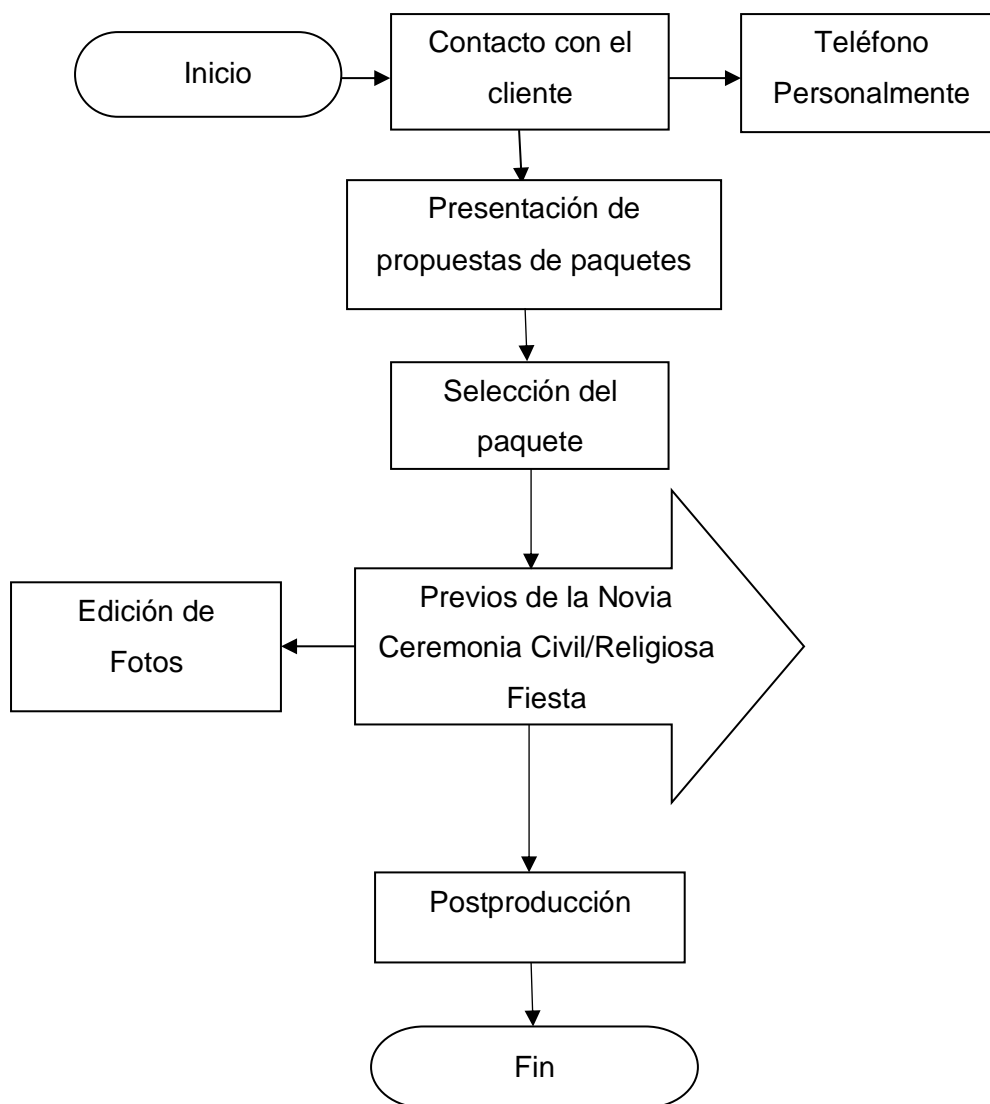 Inicio
Contacto con el
cliente
Teléfono
Personalmente
Presentación de
propuestas de paquetes
Selección del
paquete
Edición de
Fotos
Previos de la Novia
Ceremonia Civil/Religiosa
Fiesta
Postproducción
Fin